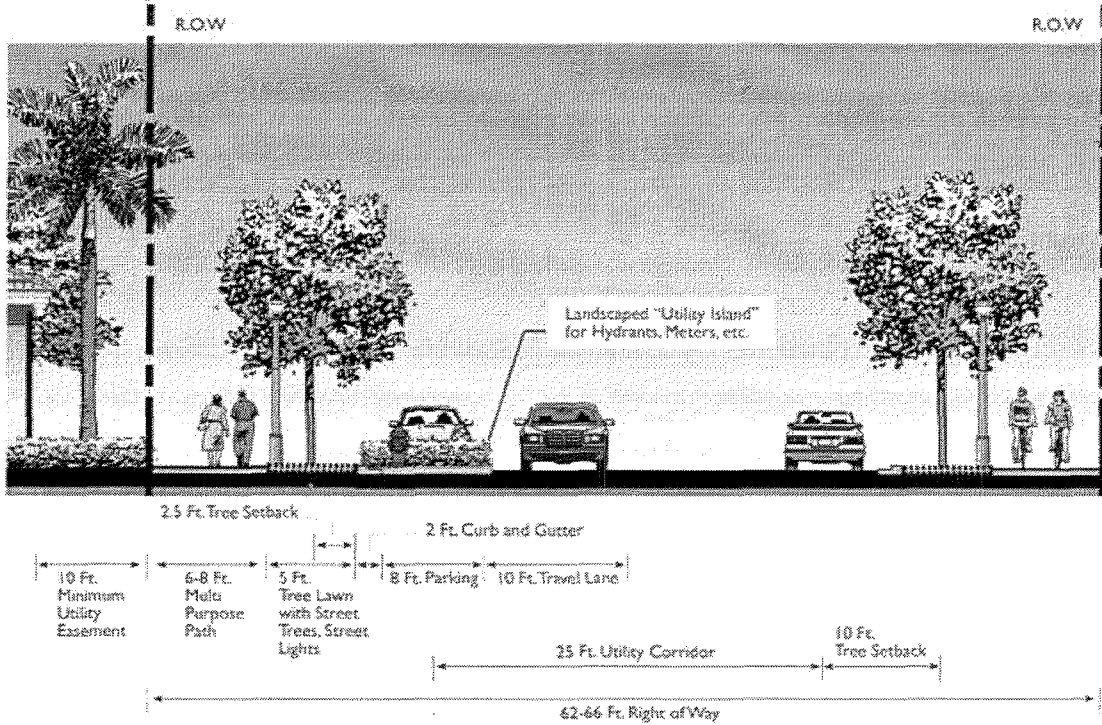 R.O.W
R.O.W
Landscaped "Utility Island"
for Hydrants, Meters, etc.
2.5 Ft. Tree Setback
2 Ft. Curb and Gutter
10 Ft.
Minimum
Utility
Easement
6-8 Ft.
Multi
Purpose
Path
5 Ft.
Tree Lawn
with Street
Trees, Street
Lights
8 Ft. Parking
10 Ft. Travel Lane
25 Ft. Utility Corridor
10 Ft.
Tree Setback
62-66 Ft. Right of Way